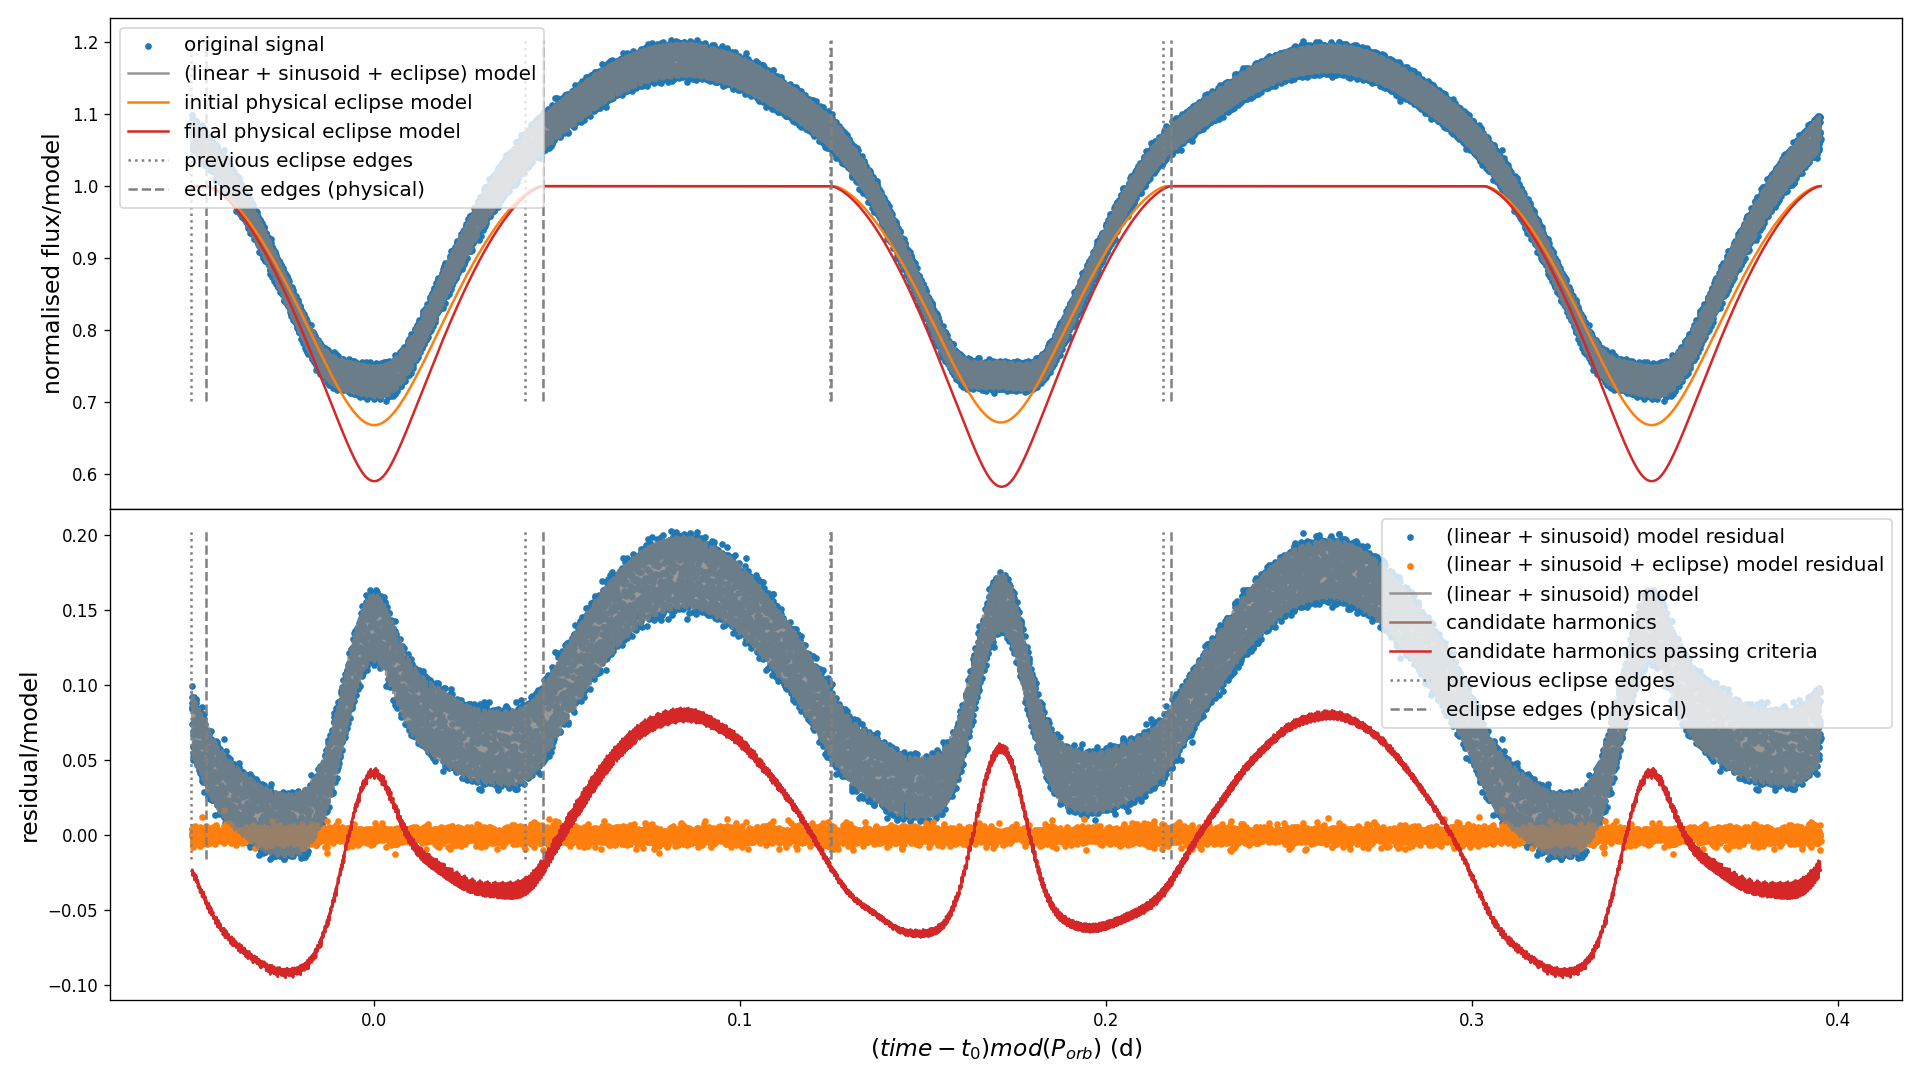 normalised flux/model
1.2
1.1
1.0
0.9
0.8
0.7
0.6
original signal
(linear + sinusoid + eclipse) model
initial physical eclipse model
final physical eclipse model
previous eclipse edges
eclipse edges (physical)
residual/model
0.20
0.15
0.10
0.05
0.00
−0.05
−0.10
(linear + sinusoid) model residual
(linear + sinusoid + eclipse) model residual
(linear + sinusoid) model
candidate harmonics
candidate harmonics passing criteria
previous eclipse edges
eclipse edges (physical)
0.0 0.1 0.2 0.3 0.4
(time − t₀)mod(P_orb) (d)